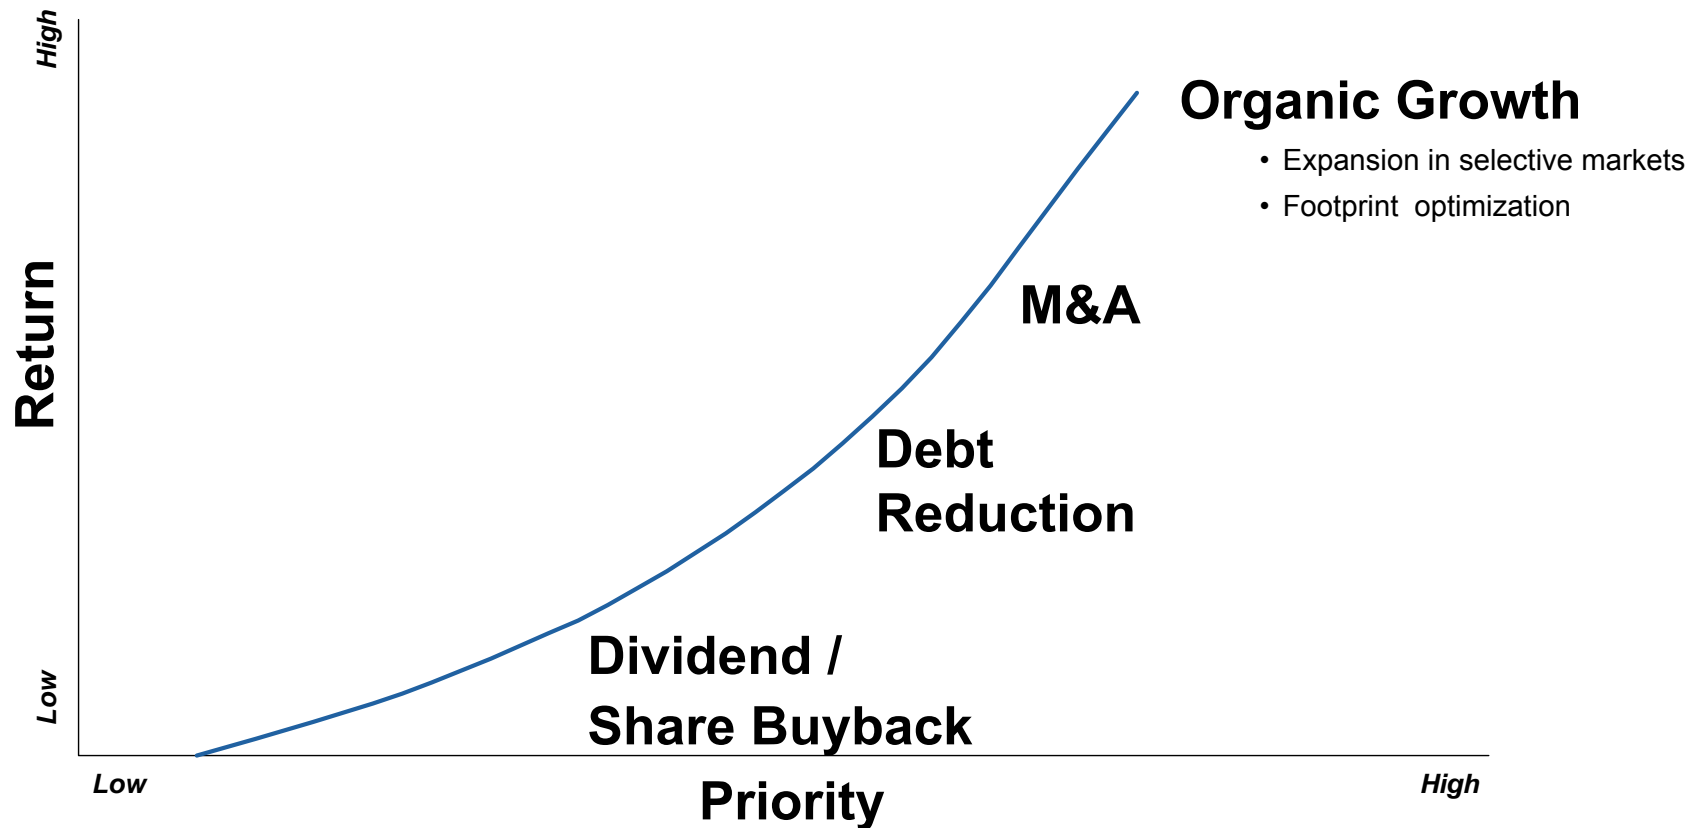 High
Organic Growth
• Expansion in selective markets
• Footprint optimization
Return
M&A
Debt
Reduction
Dividend /
Share Buyback
Low
Low
High
Priority